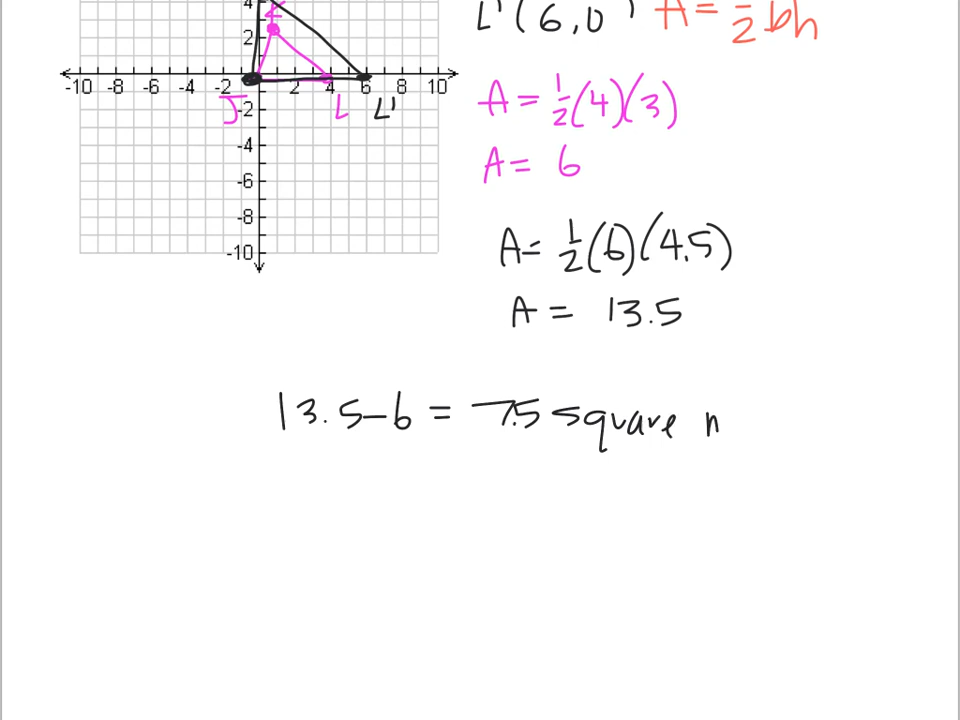 L'(6,0) A = 1/2 bh
4
2
-10 -8 -6 -4 -2 2 4 6 8 10
J L L'
-2
-4
-6
-8
-10
A = 1/2(4)(3)
A = 6
A = 1/2(6)(4.5)
A = 13.5
13.5-6 = 7.5 square